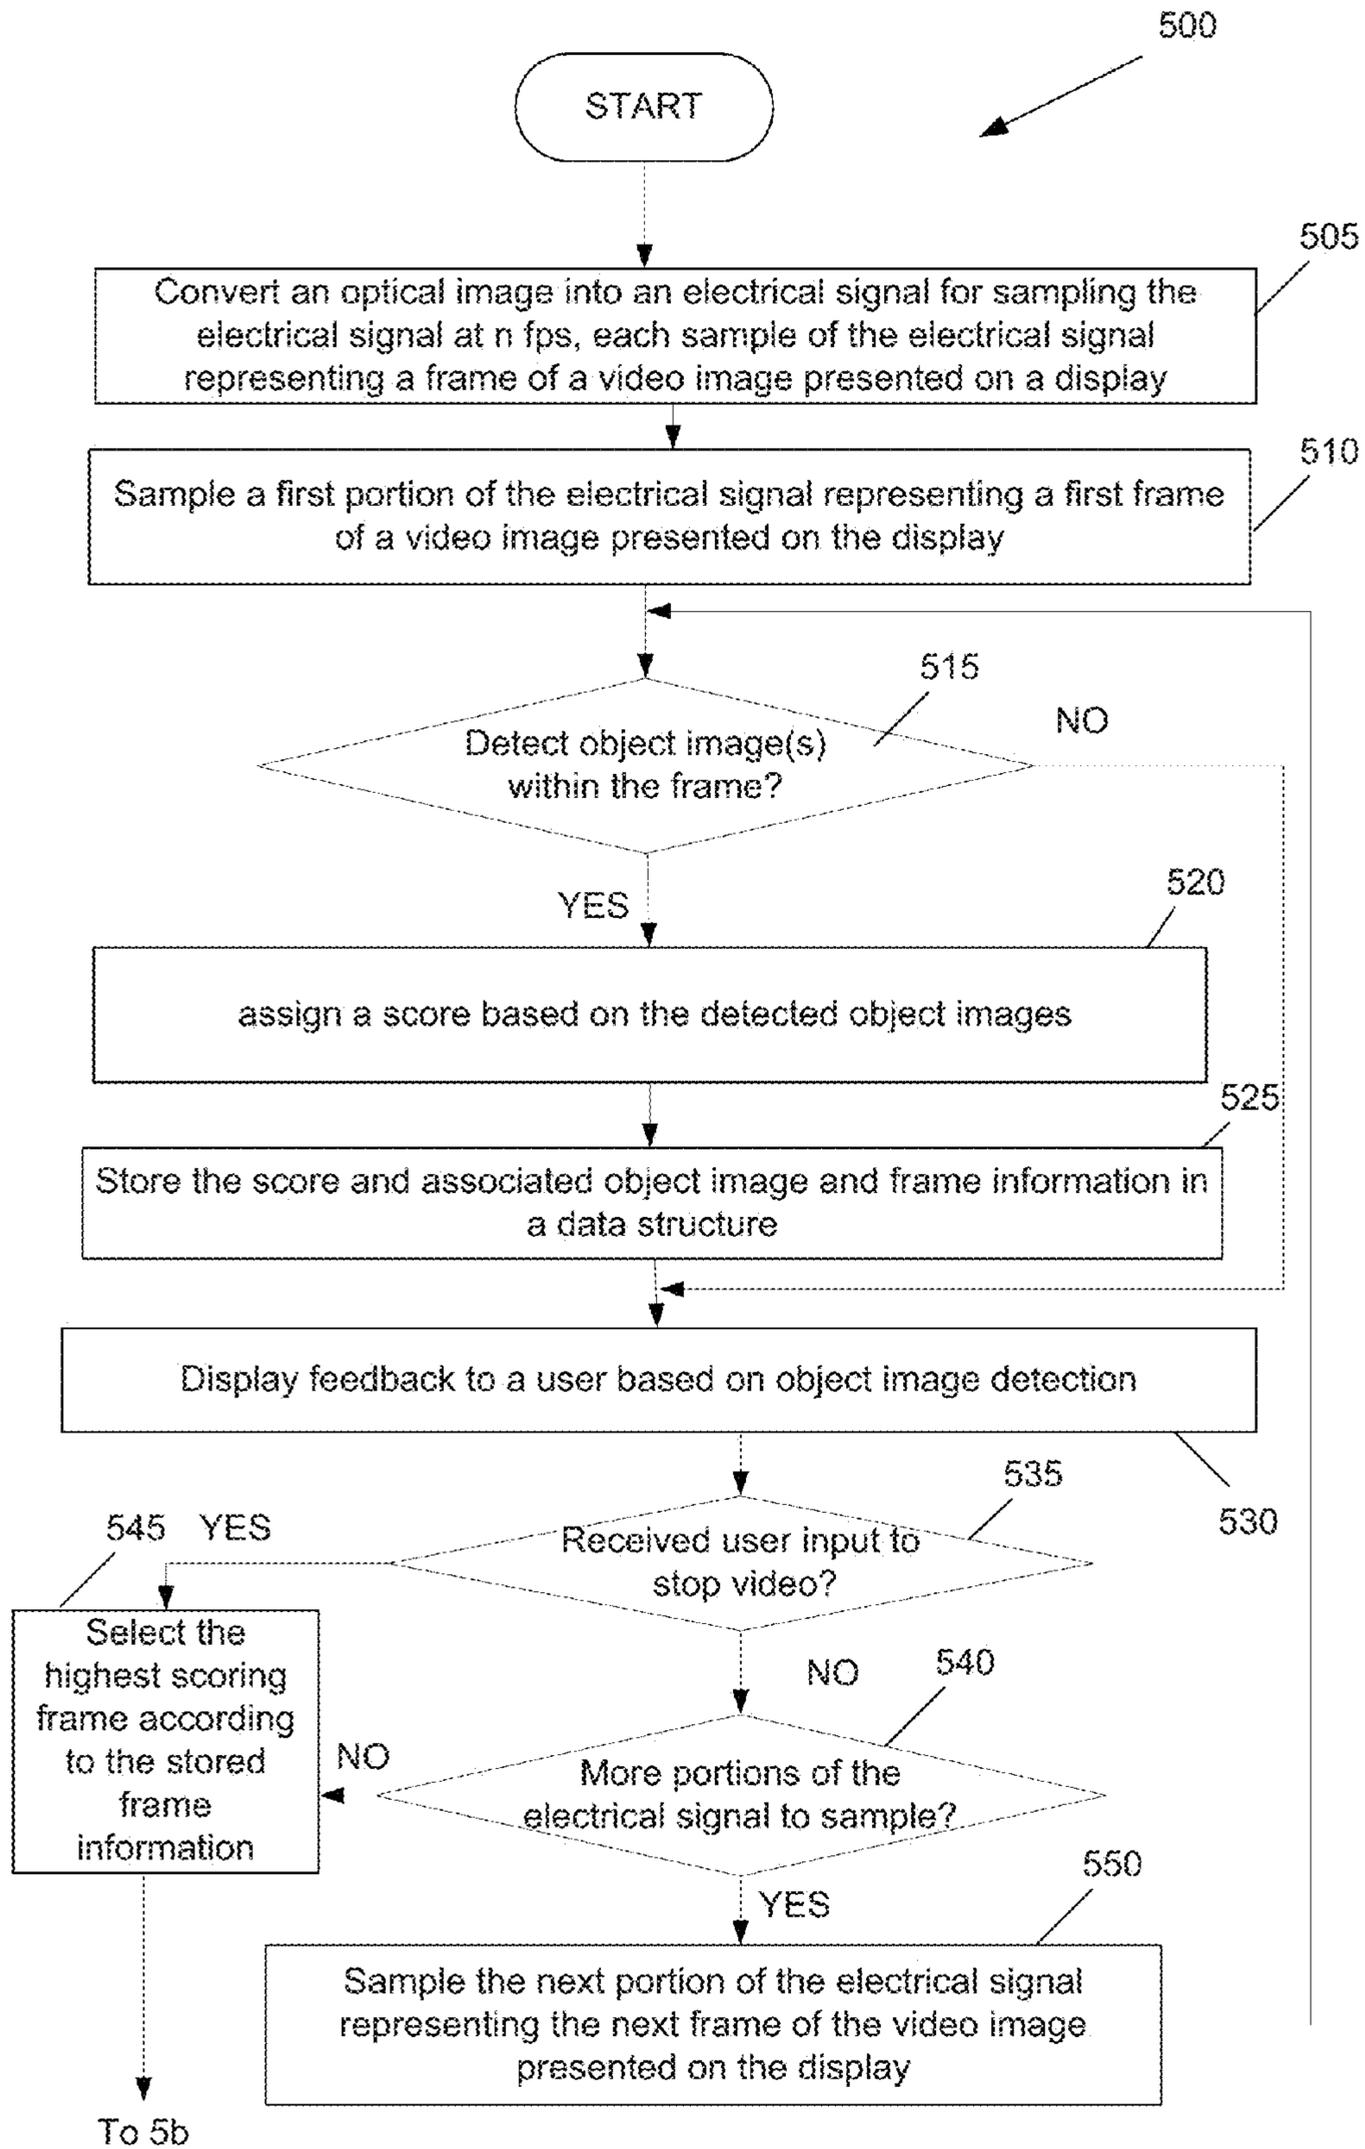 500
START
505
Convert an optical image into an electrical signal for sampling the
electrical signal at n fps, each sample of the electrical signal
representing a frame of a video image presented on a display
510
Sample a first portion of the electrical signal representing a first frame
of a video image presented on the display
515
NO
Detect object image(s)
within the frame?
YES
520
assign a score based on the detected object images
525
Store the score and associated object image and frame information in
a data structure
Display feedback to a user based on object image detection
530
535
545
YES
Received user input to
stop video?
Select the
highest scoring
frame according
to the stored
frame
information
NO
540
NO
More portions of the
electrical signal to sample?
YES
550
Sample the next portion of the electrical signal
representing the next frame of the video image
presented on the display
To 5b